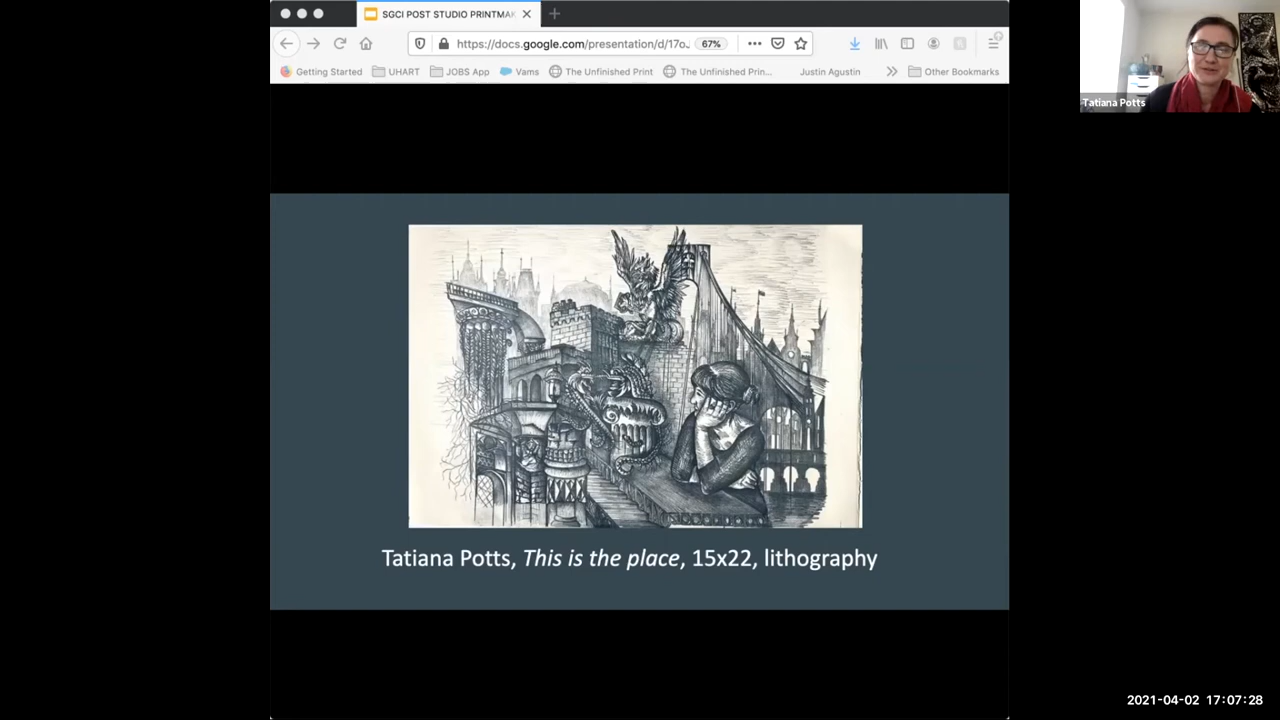 SGCI POST STUDIO PRINTMA
https://docs.google.com/presentation/d/17o
67%
Getting Started
UHART
JOBS App
Vams
The Unfinished Print
The Unfinished Prin...
Justin Agustin
Other Bookmarks
Tatiana Potts
Tatiana Potts, This is the place, 15x22, lithography
2021-04-02 17:07:28